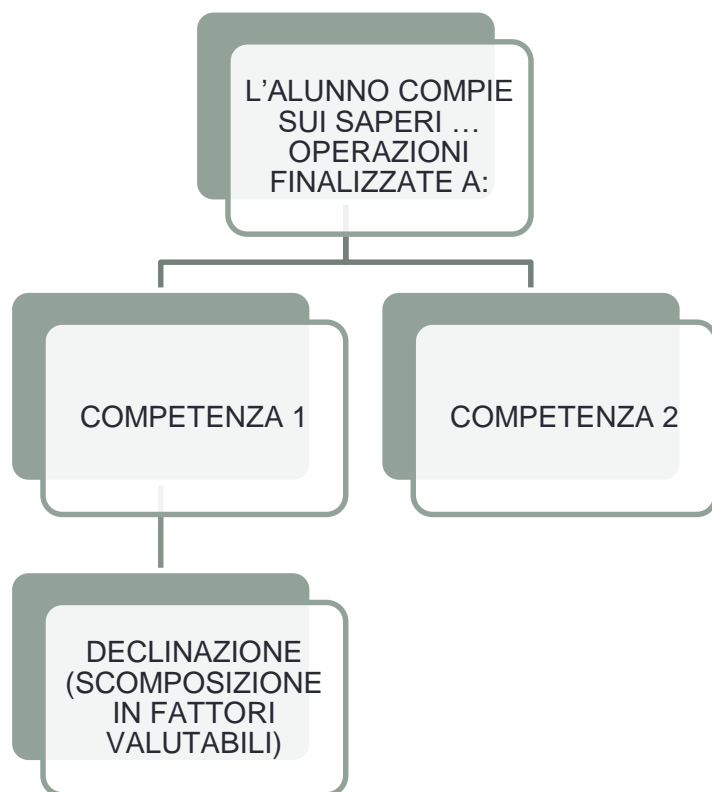 L’ALUNNO COMPIE
SUI SAPERI …
OPERAZIONI
FINALIZZATE A:
COMPETENZA 1
COMPETENZA 2
DECLINAZIONE
(SCOMPOSIZIONE
IN FATTORI
VALUTABILI)